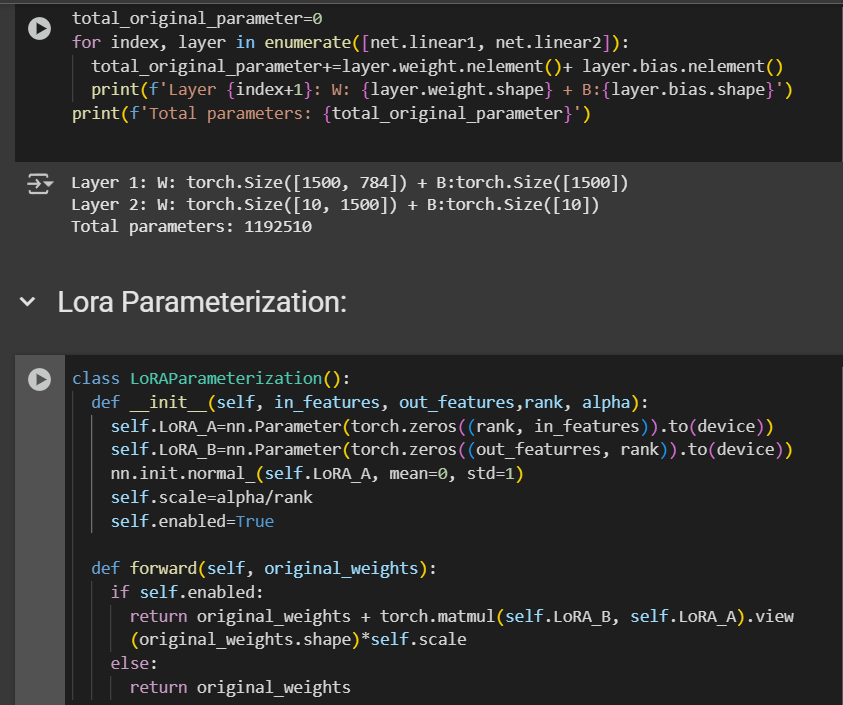 total_original_parameter=0
for index, layer in enumerate([net.linear1, net.linear2]):
  total_original_parameter+=layer.weight.nelement()+ layer.bias.nelement()
  print(f'Layer {index+1}: W: {layer.weight.shape} + B:{layer.bias.shape}')
print(f'Total parameters: {total_original_parameter}')
Layer 1: W: torch.Size([1500, 784]) + B:torch.Size([1500])
Layer 2: W: torch.Size([10, 1500]) + B:torch.Size([10])
Total parameters: 1192510
Lora Parameterization:
class LoRAParameterization():
  def __init__(self, in_features, out_features,rank, alpha):
    self.LoRA_A=nn.Parameter(torch.zeros((rank, in_features)).to(device))
    self.LoRA_B=nn.Parameter(torch.zeros((out_featurres, rank)).to(device))
    nn.init.normal_(self.LoRA_A, mean=0, std=1)
    self.scale=alpha/rank
    self.enabled=True
  def forward(self, original_weights):
    if self.enabled:
      return original_weights + torch.matmul(self.LoRA_B, self.LoRA_A).view
      (original_weights.shape)*self.scale
    else:
      return original_weights